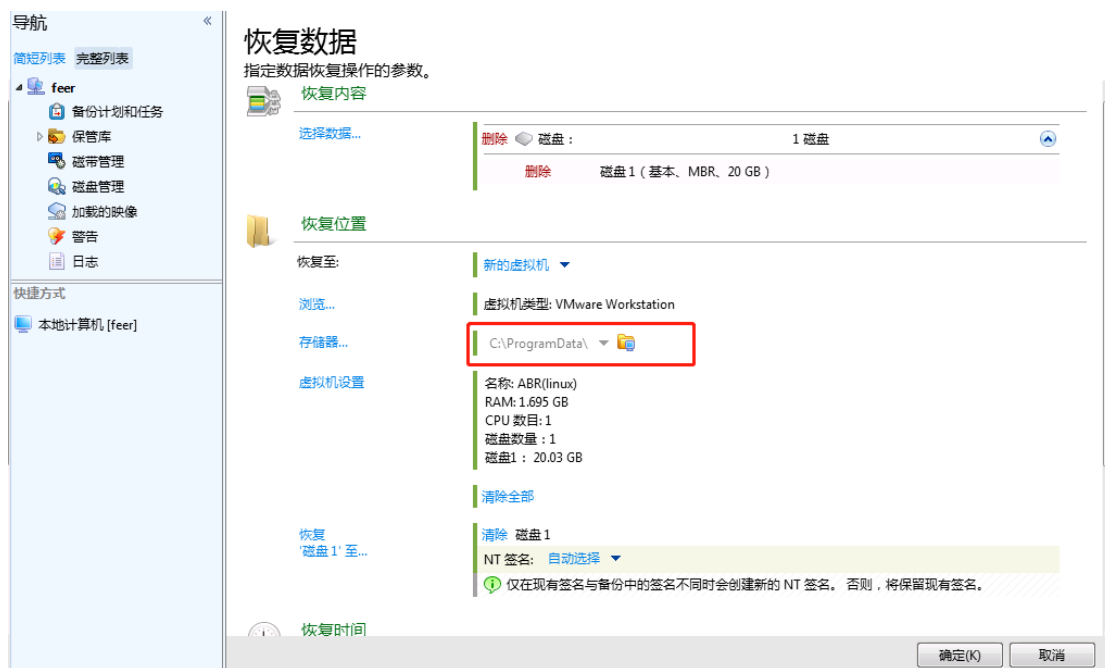 导航 «
简短列表 完整列表
feer
备份计划和任务
保管库
磁带管理
磁盘管理
加载的映像
警告
日志
快捷方式
本地计算机 [feer]
恢复数据
指定数据恢复操作的参数。
恢复内容
选择数据...
删除 磁盘： 1 磁盘
删除 磁盘1（基本、MBR、20 GB）
恢复位置
恢复至:
新的虚拟机
浏览...
虚拟机类型: VMware Workstation
存储器...
C:\ProgramData\
虚拟机设置
名称: ABR(linux)
RAM: 1.695 GB
CPU 数目: 1
磁盘数量：1
磁盘1： 20.03 GB
清除全部
恢复
'磁盘 1' 至...
清除 磁盘1
NT 签名: 自动选择
仅在现有签名与备份中的签名不同时会创建新的 NT 签名。 否则，将保留现有签名。
恢复时间
确定(K) 取消